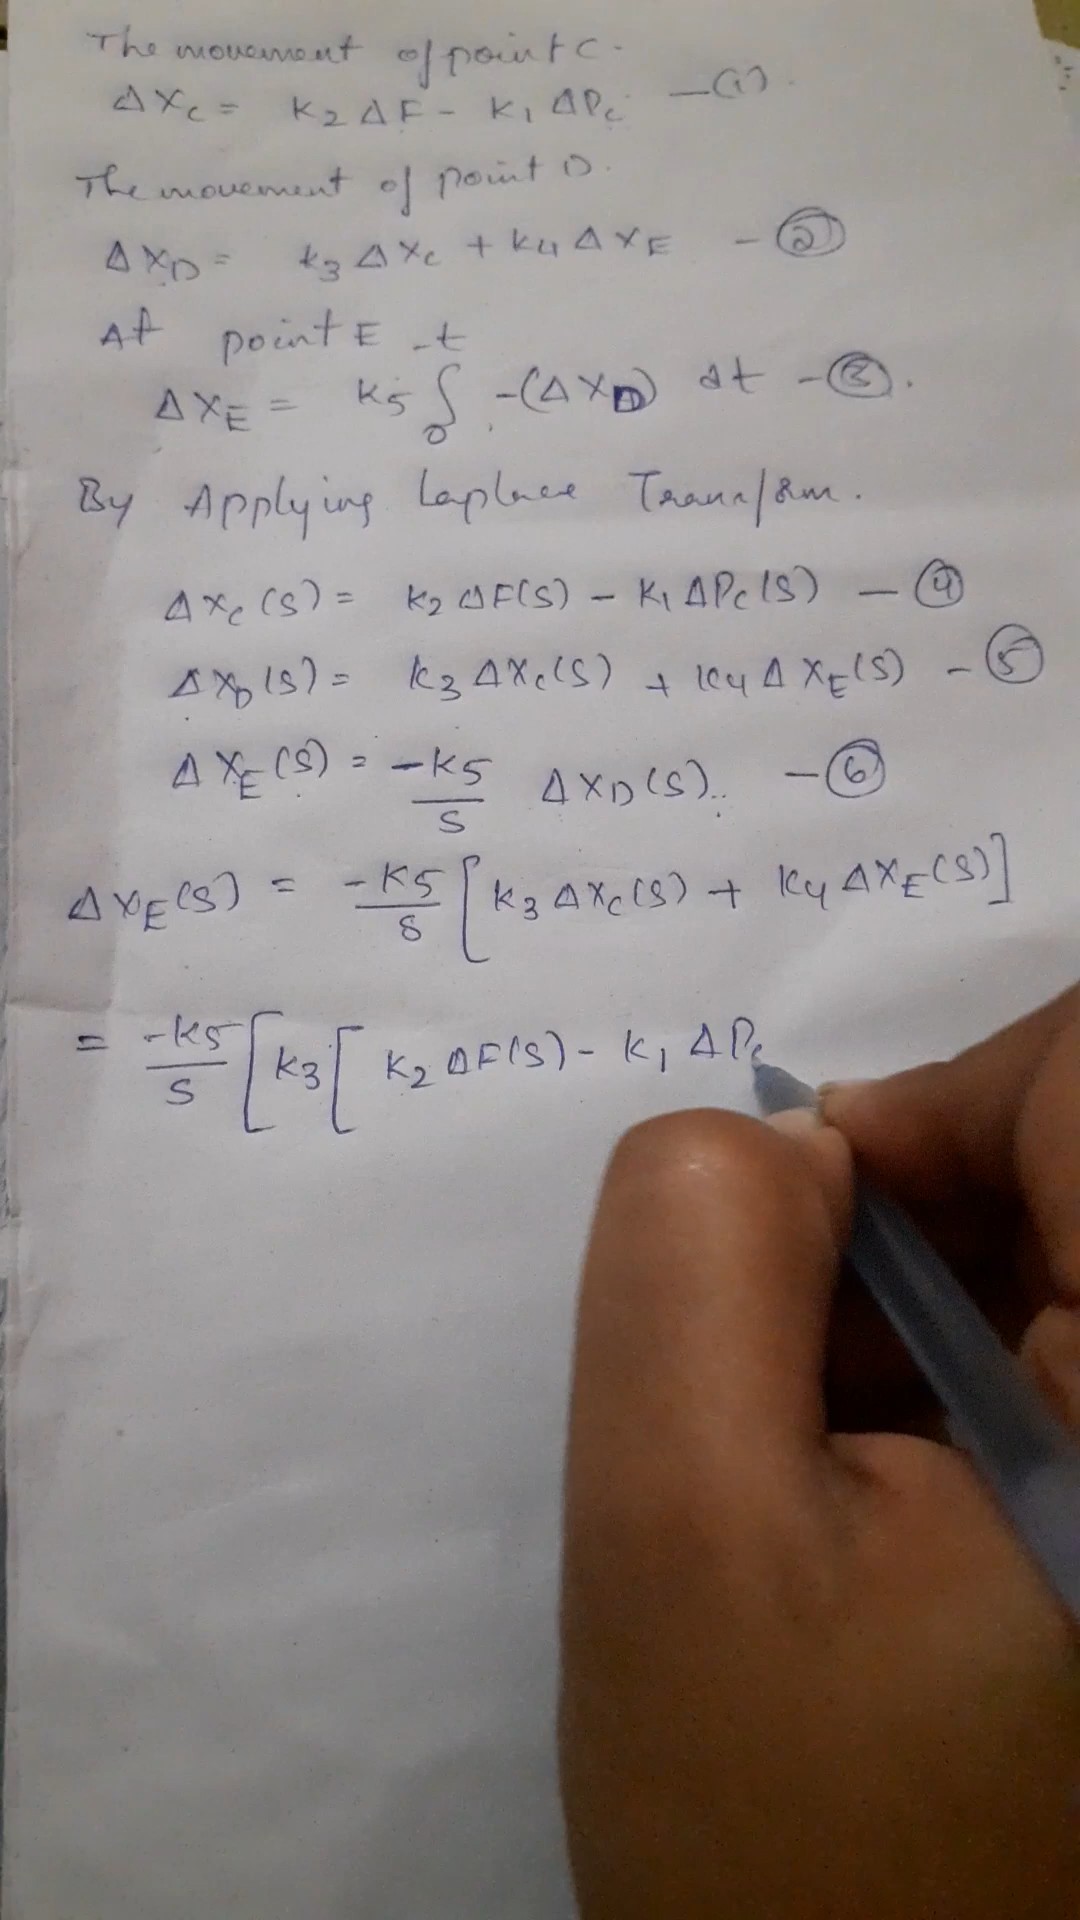 The movement of point C.
ΔXc = K2 ΔF - K1 ΔPc —(1).
The movement of point D.
ΔXD = K3 ΔXc + K4 ΔXE - (2)
At point E
ΔXE = K5 ∫₀ᵗ -(ΔXD) dt - (3).
By Applying Laplace Transform.
ΔXc(S) = K2 ΔF(S) - K1 ΔPc(S) — (4)
ΔXD(S) = K3 ΔXc(S) + K4 ΔXE(S) - (5)
ΔXE(S) = -K5/S ΔXD(S). - (6)
ΔXE(S) = -K5/S [K3 ΔXc(S) + K4 ΔXE(S)]
= -K5/S [K3 [K2 ΔF(S) - K1 ΔPc